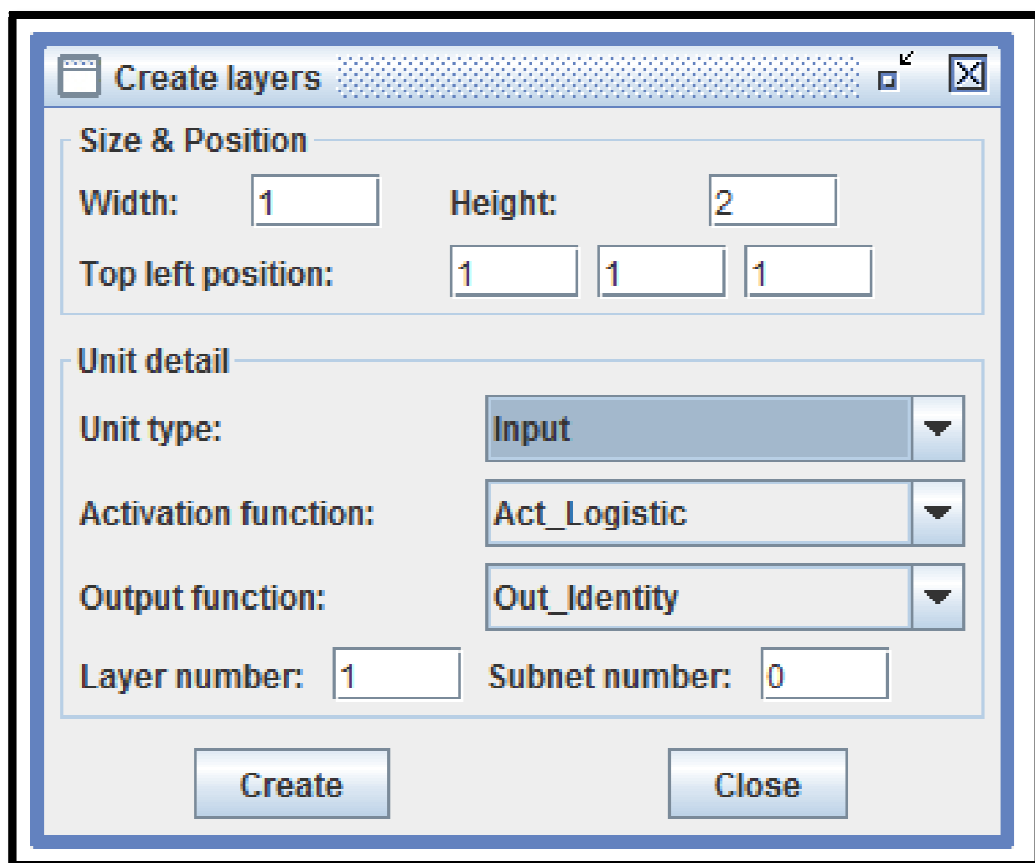 Create layers
Size & Position
Width: 1 Height: 2
Top left position: 1 1 1
Unit detail
Unit type: Input
Activation function: Act_Logistic
Output function: Out_Identity
Layer number: 1 Subnet number: 0
Create Close